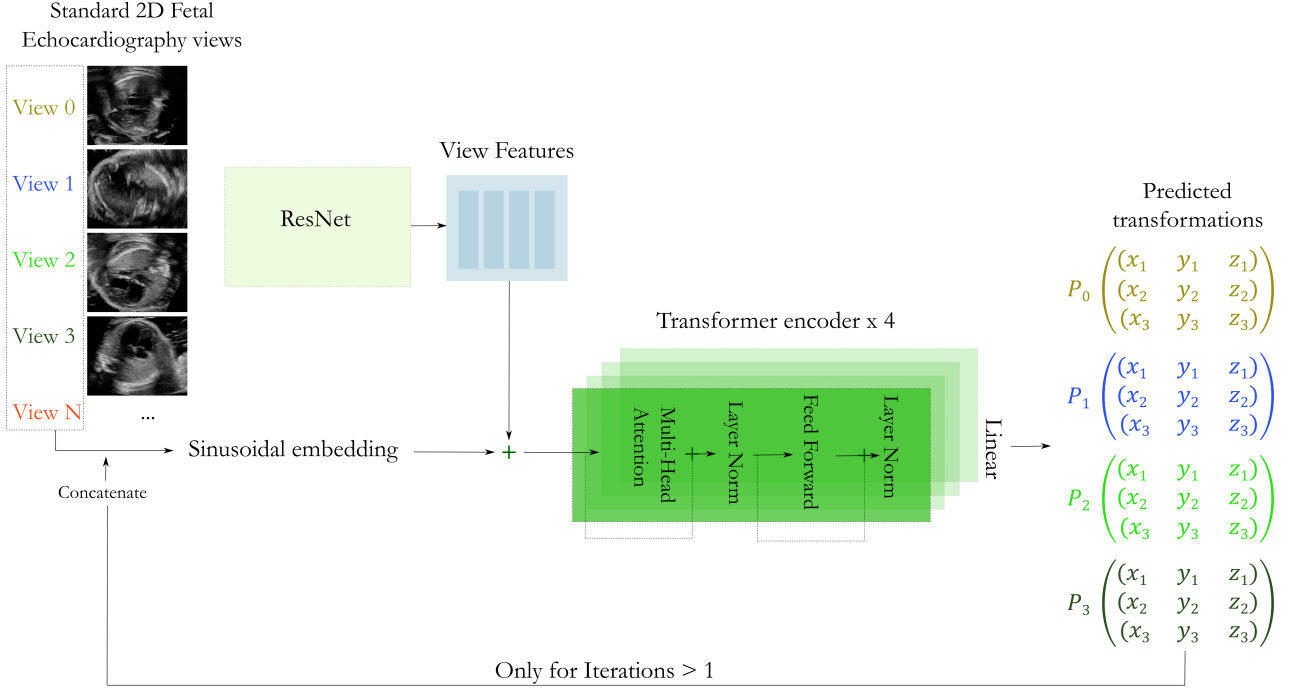 Standard 2D Fetal
Echocardiography views
View 0
View 1
View 2
View 3
View N
...
ResNet
View Features
Sinusoidal embedding
+
Concatenate
Transformer encoder x 4
Multi-Head
Attention
+
Layer Norm
Feed Forward
+
Layer Norm
Linear
Predicted
transformations
P₀ ((x₁ y₁ z₁)
(x₂ y₂ z₂)
(x₃ y₃ z₃))
P₁ ((x₁ y₁ z₁)
(x₂ y₂ z₂)
(x₃ y₃ z₃))
P₂ ((x₁ y₁ z₁)
(x₂ y₂ z₂)
(x₃ y₃ z₃))
P₃ ((x₁ y₁ z₁)
(x₂ y₂ z₂)
(x₃ y₃ z₃))
Only for Iterations > 1